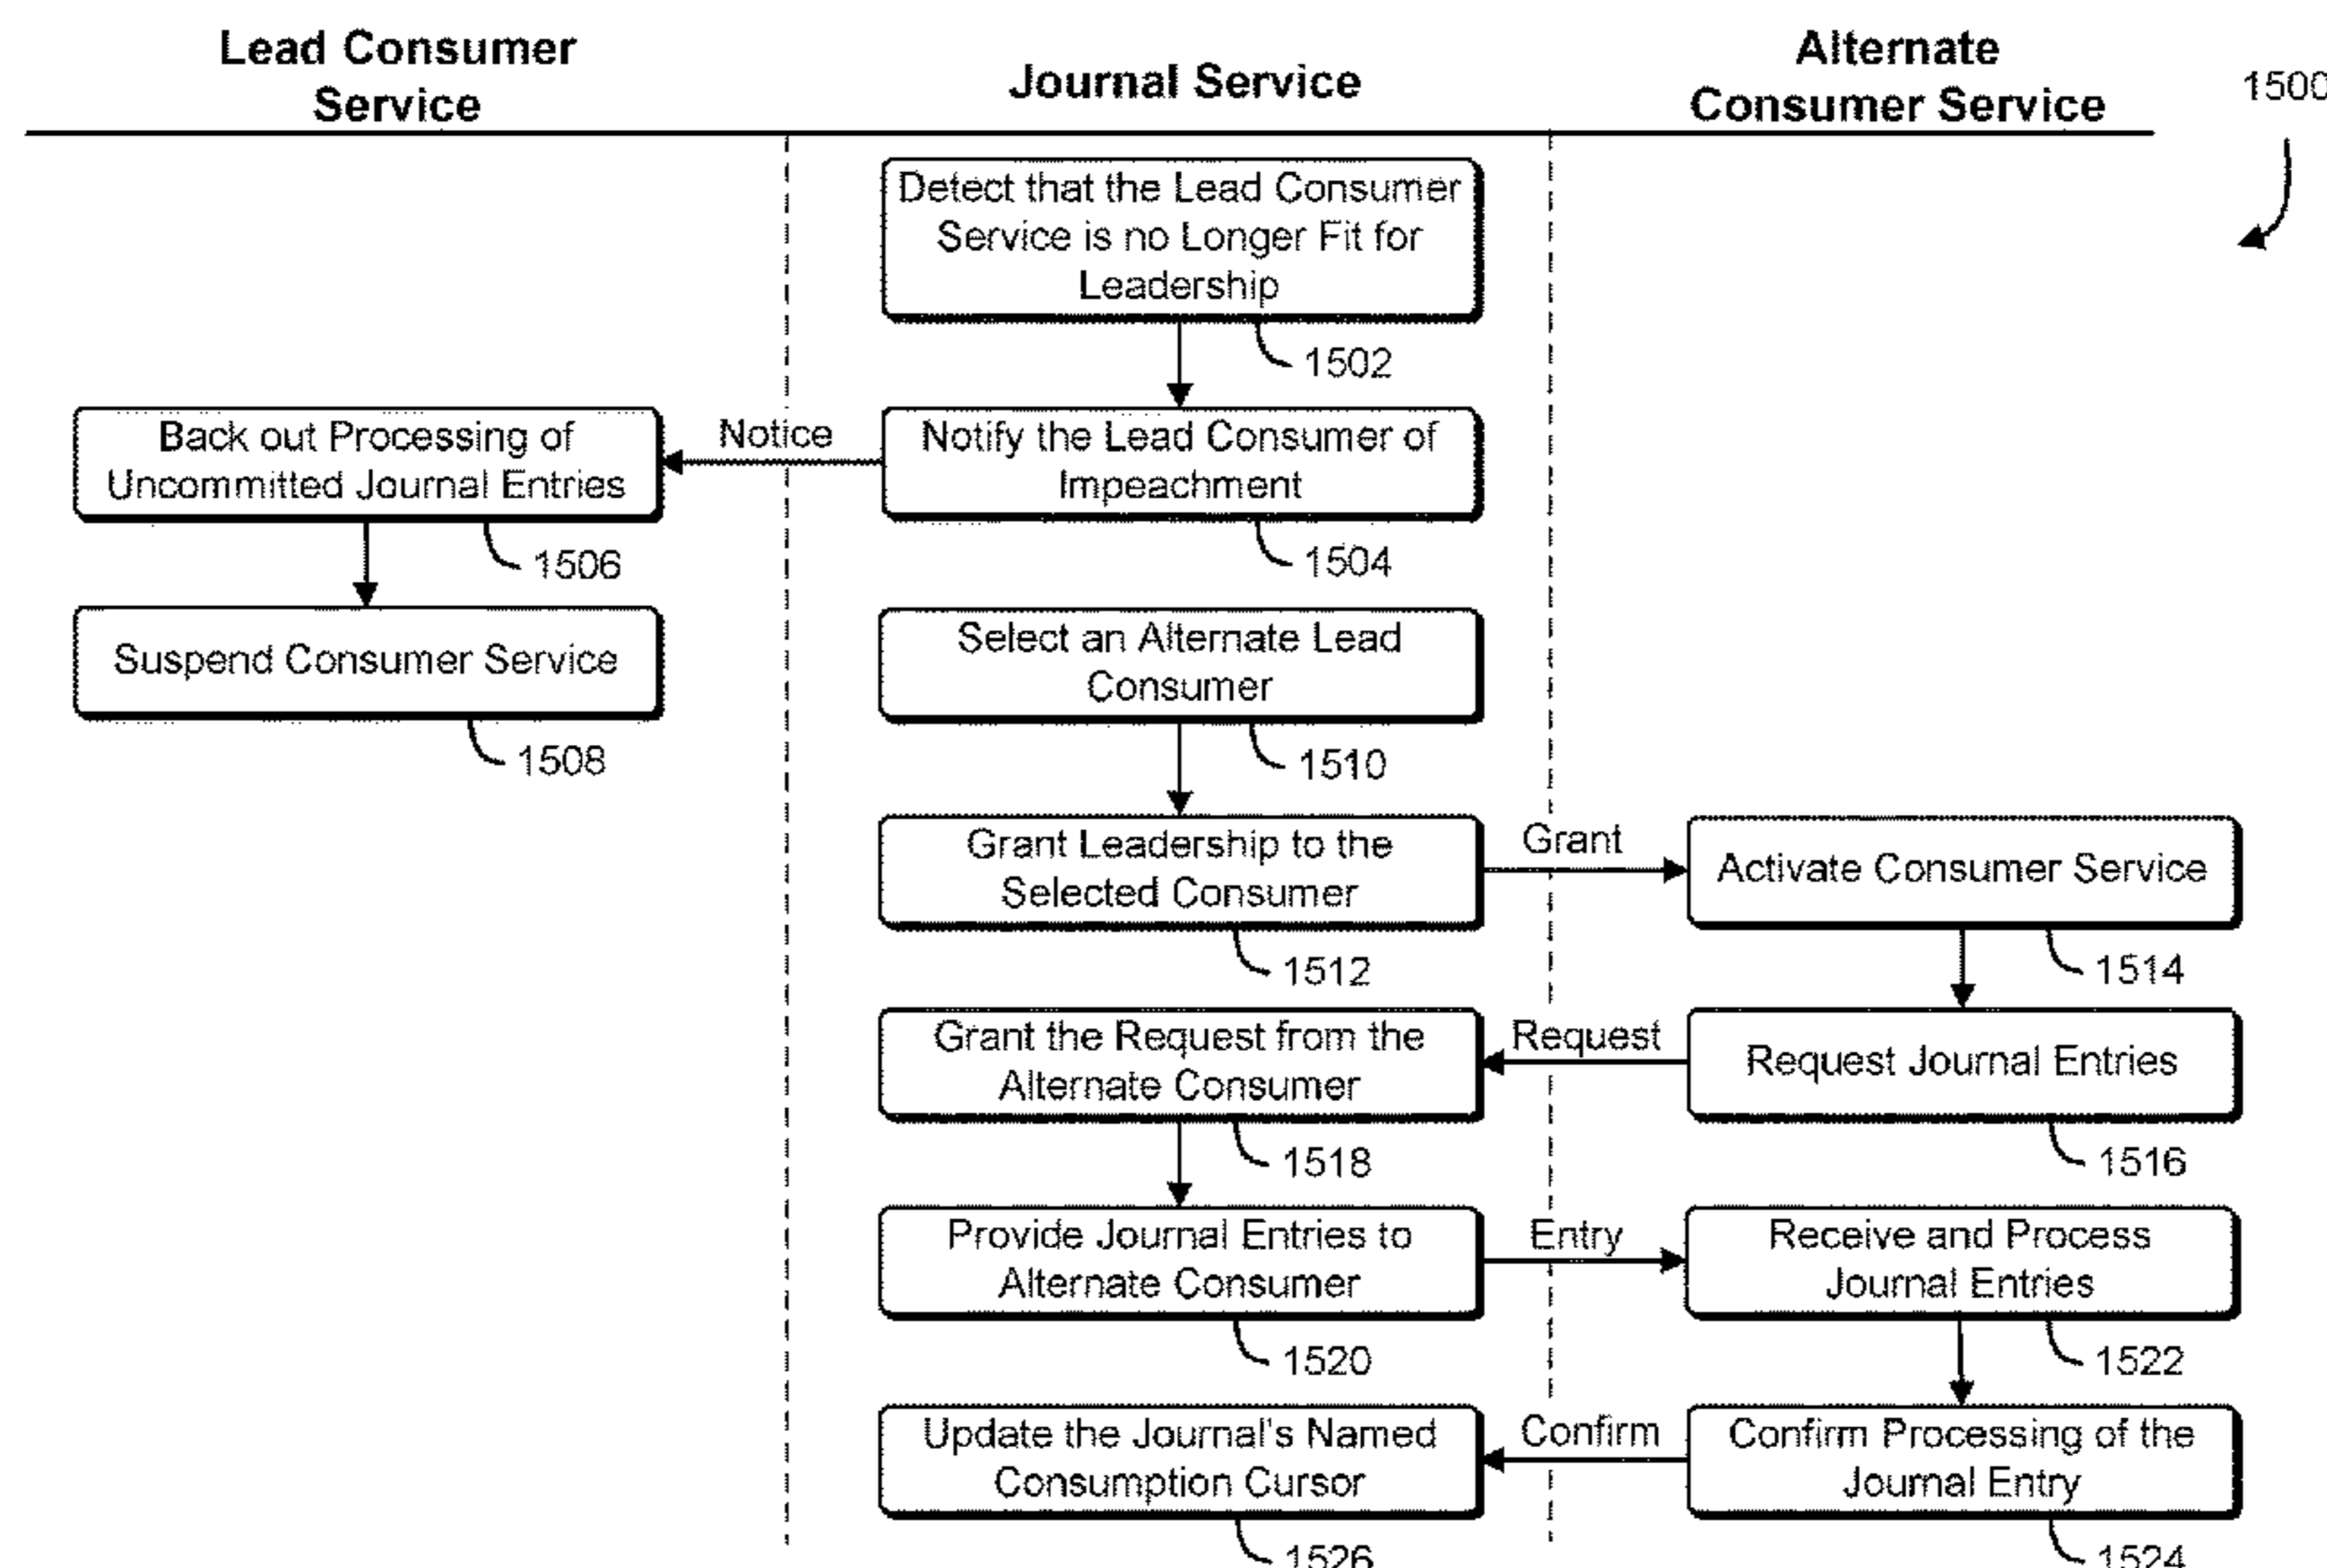 Lead Consumer
Service
Journal Service
Alternate
Consumer Service
1500
Detect that the Lead Consumer
Service is no Longer Fit for
Leadership
1502
Back out Processing of
Uncommitted Journal Entries
1506
Notice
Notify the Lead Consumer of
Impeachment
1504
Suspend Consumer Service
1508
Select an Alternate Lead
Consumer
1510
Grant Leadership to the
Selected Consumer
1512
Grant
Activate Consumer Service
1514
Grant the Request from the
Alternate Consumer
1518
Request
Request Journal Entries
1516
Provide Journal Entries to
Alternate Consumer
1520
Entry
Receive and Process
Journal Entries
1522
Update the Journal's Named
Consumption Cursor
1526
Confirm
Confirm Processing of the
Journal Entry
1524